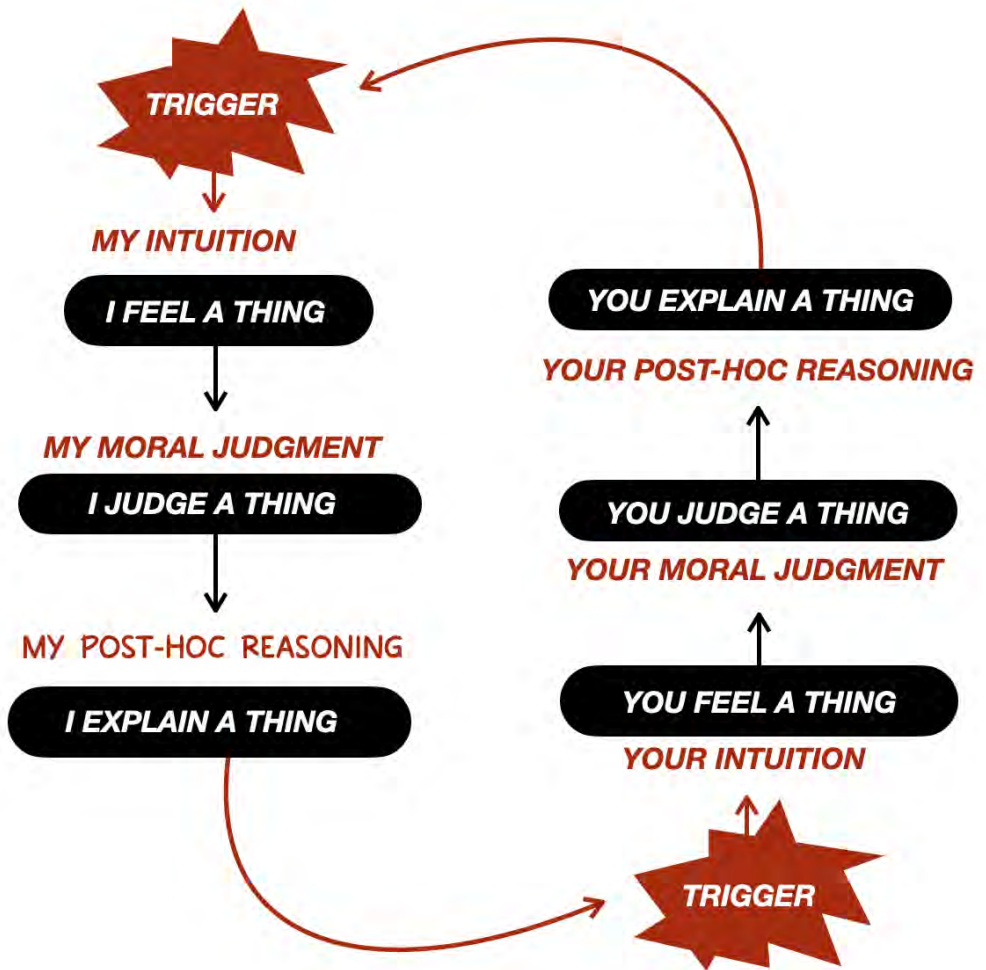 TRIGGER
MY INTUITION
I FEEL A THING
MY MORAL JUDGMENT
I JUDGE A THING
MY POST-HOC REASONING
I EXPLAIN A THING
TRIGGER
YOUR INTUITION
YOU FEEL A THING
YOUR MORAL JUDGMENT
YOU JUDGE A THING
YOUR POST-HOC REASONING
YOU EXPLAIN A THING